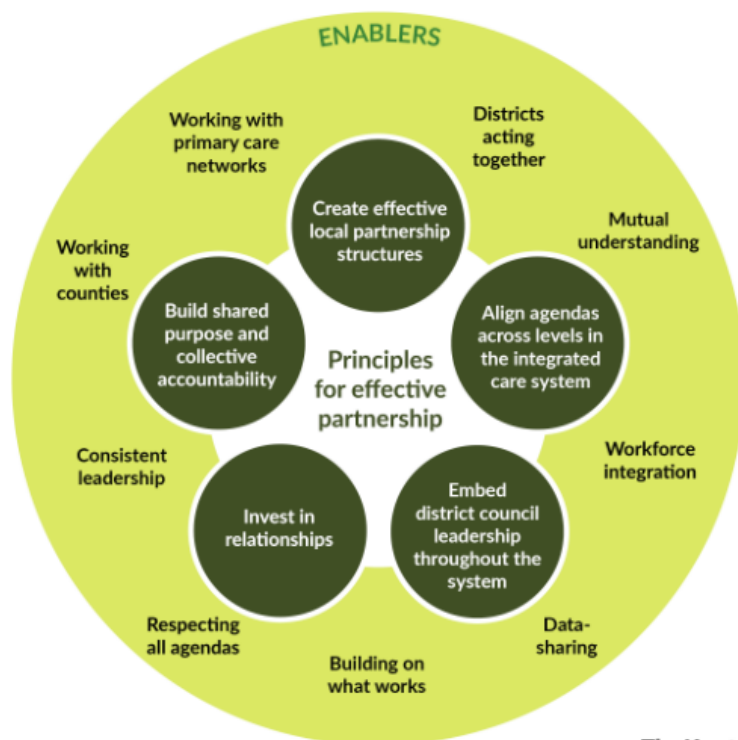 ENABLERS
Working with
primary care
networks
Districts
acting
together
Mutual
understanding
Workforce
integration
Data-
sharing
Building on
what works
Respecting
all agendas
Consistent
leadership
Working
with
counties
Create effective
local partnership
structures
Align agendas
across levels in
the integrated
care system
Embed
district council
leadership
throughout the
system
Invest in
relationships
Build shared
purpose and
collective
accountability
Principles
for effective
partnership